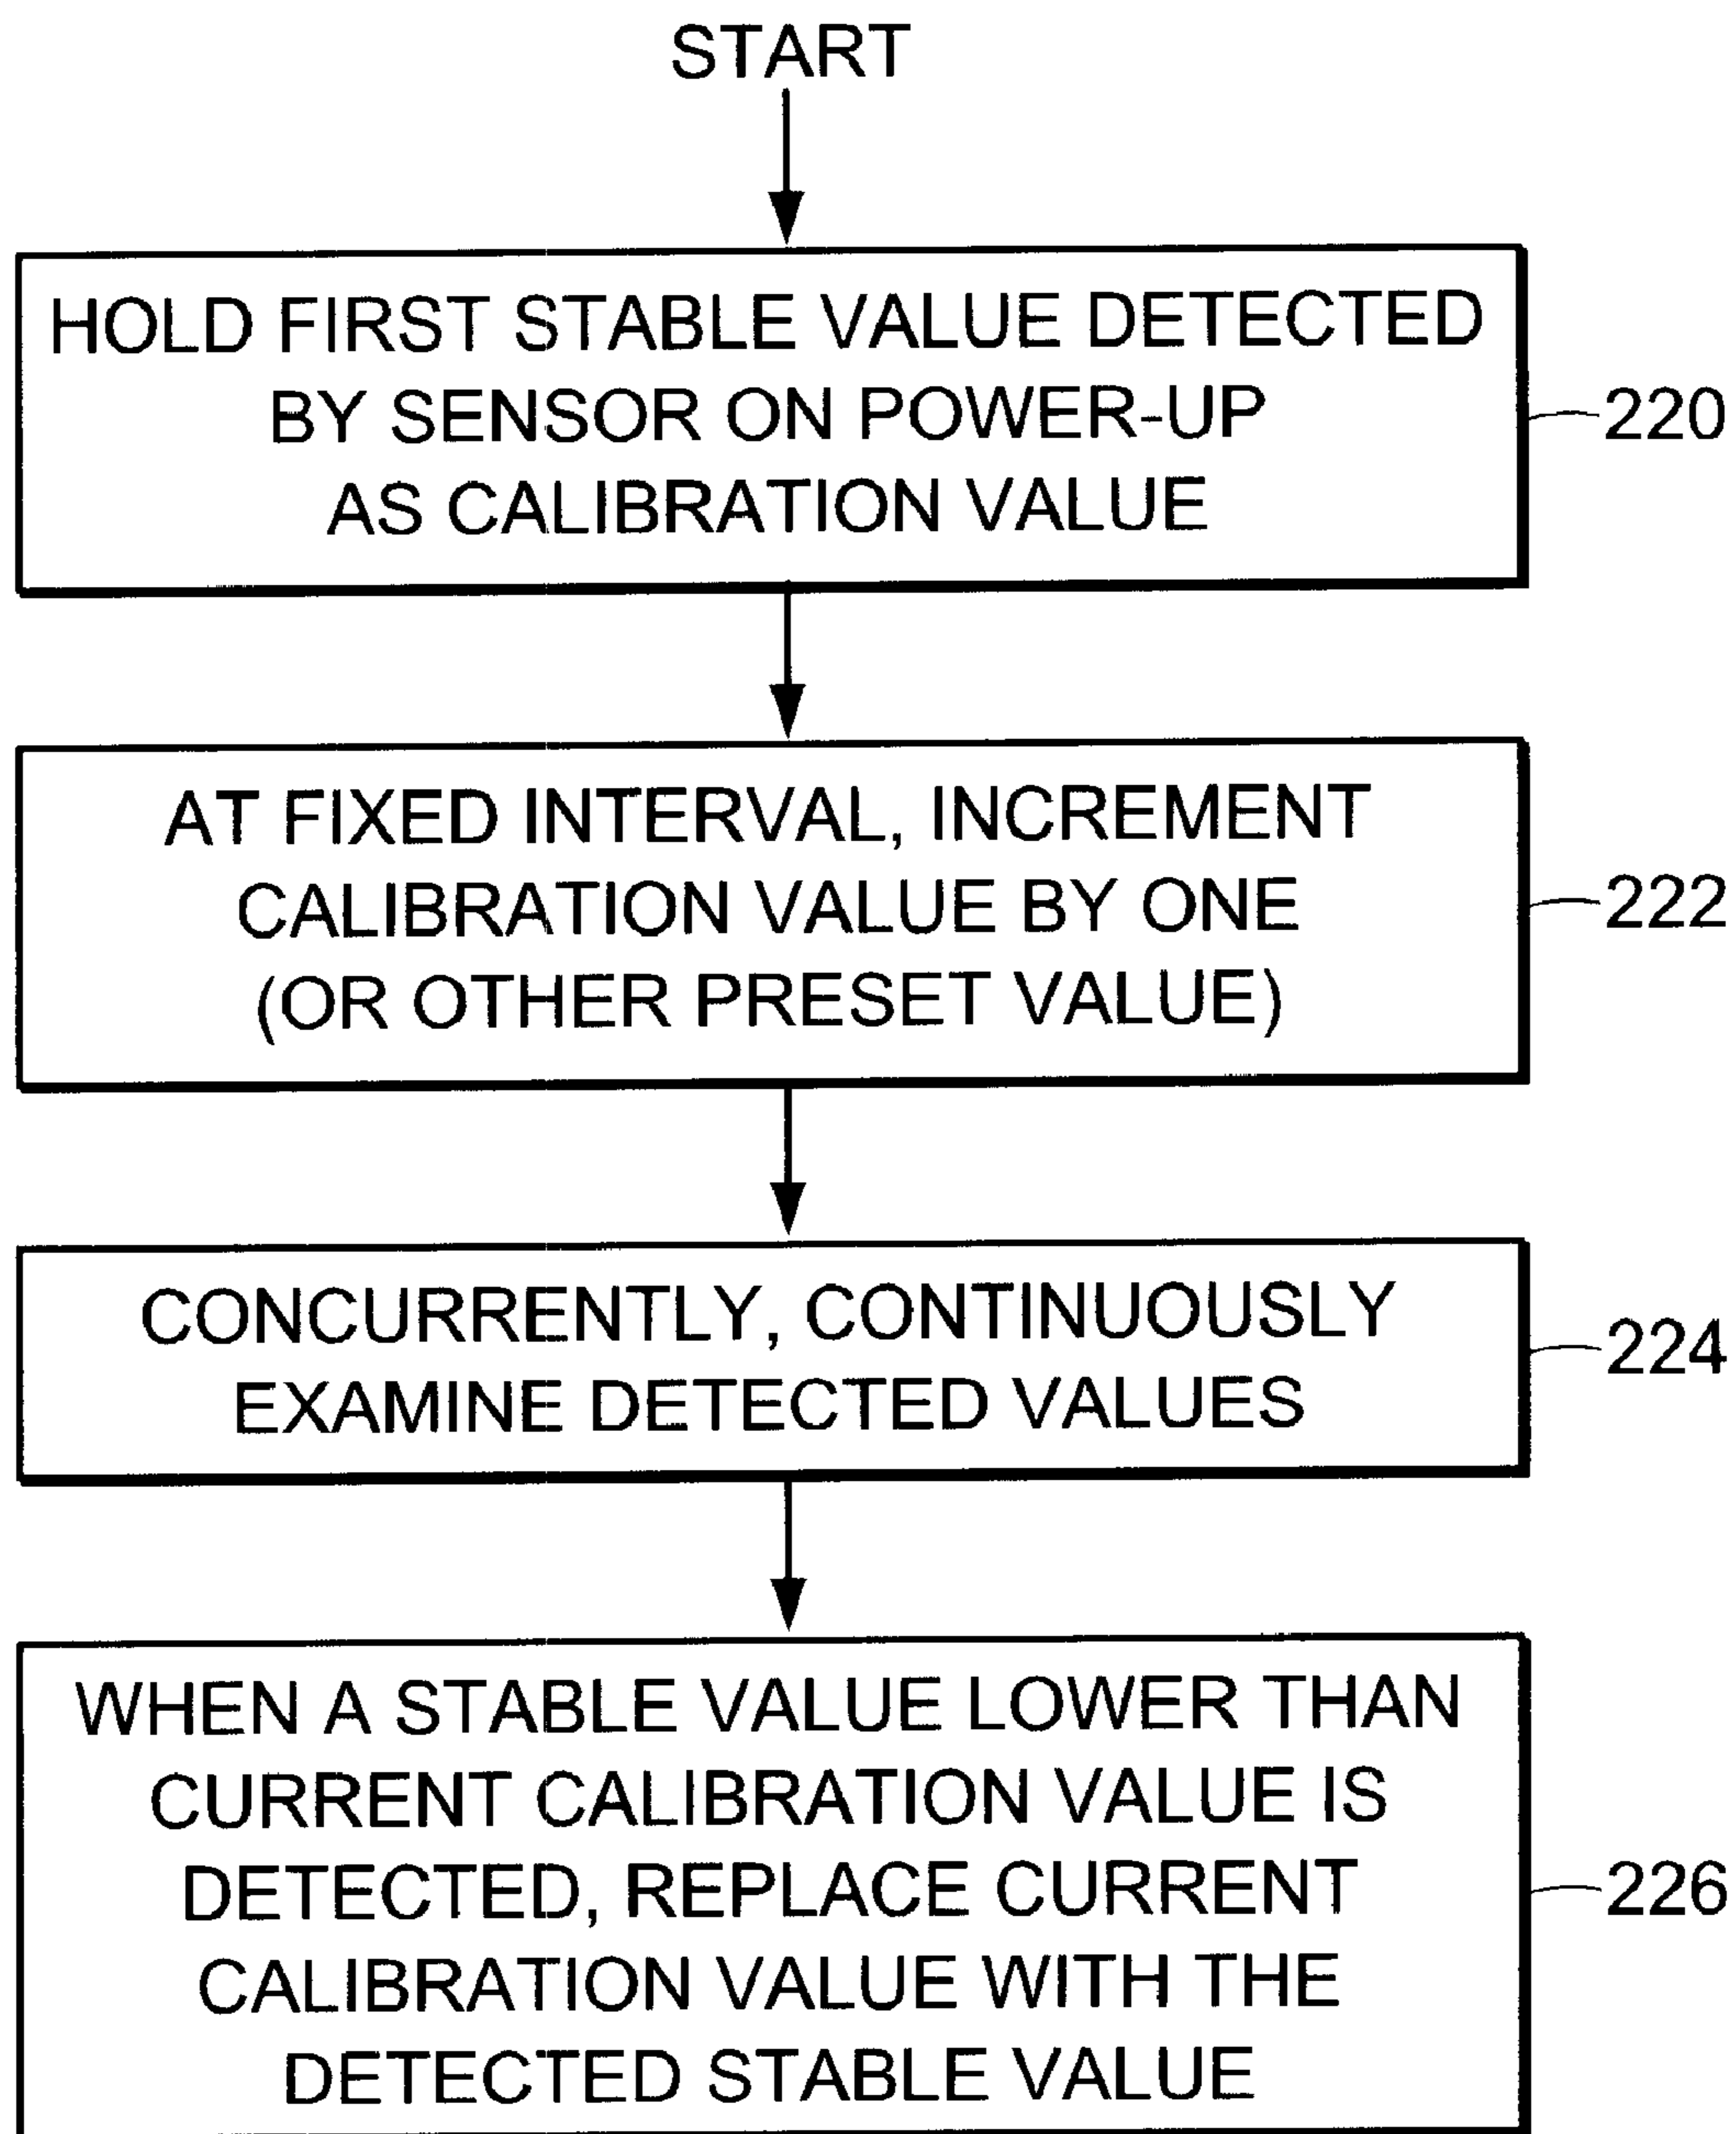 START
HOLD FIRST STABLE VALUE DETECTED
BY SENSOR ON POWER-UP
AS CALIBRATION VALUE
220
AT FIXED INTERVAL, INCREMENT
CALIBRATION VALUE BY ONE
(OR OTHER PRESET VALUE)
222
CONCURRENTLY, CONTINUOUSLY
EXAMINE DETECTED VALUES
224
WHEN A STABLE VALUE LOWER THAN
CURRENT CALIBRATION VALUE IS
DETECTED, REPLACE CURRENT
CALIBRATION VALUE WITH THE
DETECTED STABLE VALUE
226